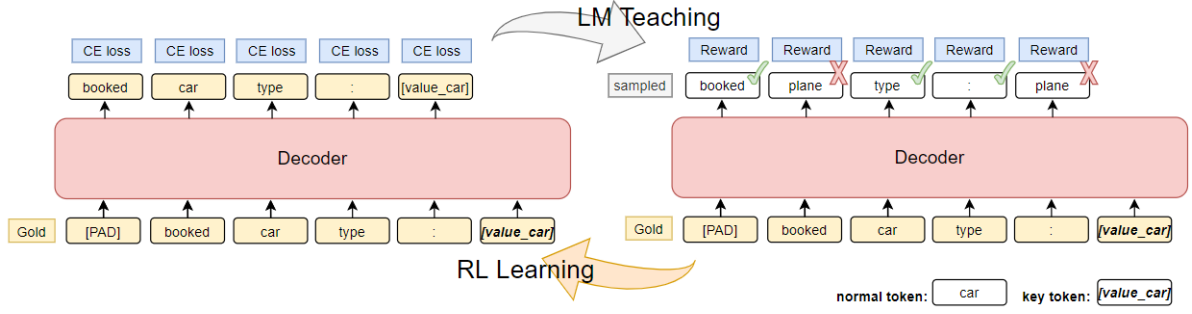 LM Teaching
CE loss CE loss CE loss CE loss CE loss
booked car type : [value_car]
Decoder
Gold [PAD] booked car type : [value_car]
Reward Reward Reward Reward Reward
sampled booked plane type : plane
Decoder
Gold [PAD] booked car type : [value_car]
RL Learning
normal token: car key token: [value_car]